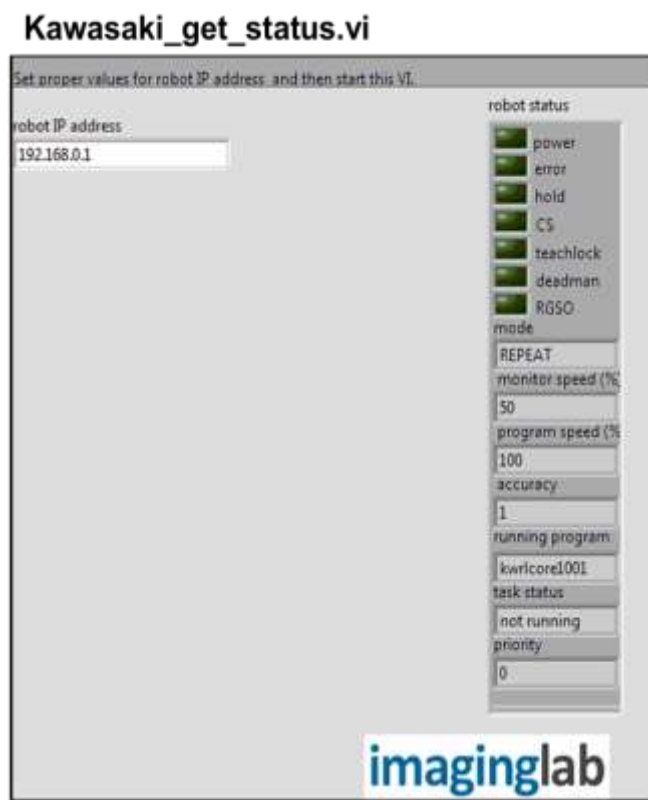 Kawasaki_get_status.vi
Set proper values for robot IP address and then start this VI.
robot IP address
192.168.0.1
robot status
power
error
hold
CS
teachlock
deadman
RGSO
mode
REPEAT
monitor speed (%)
50
program speed (%
100
accuracy
1
running program
kwrlcore1001
task status
not running
priority
0
imaginglab